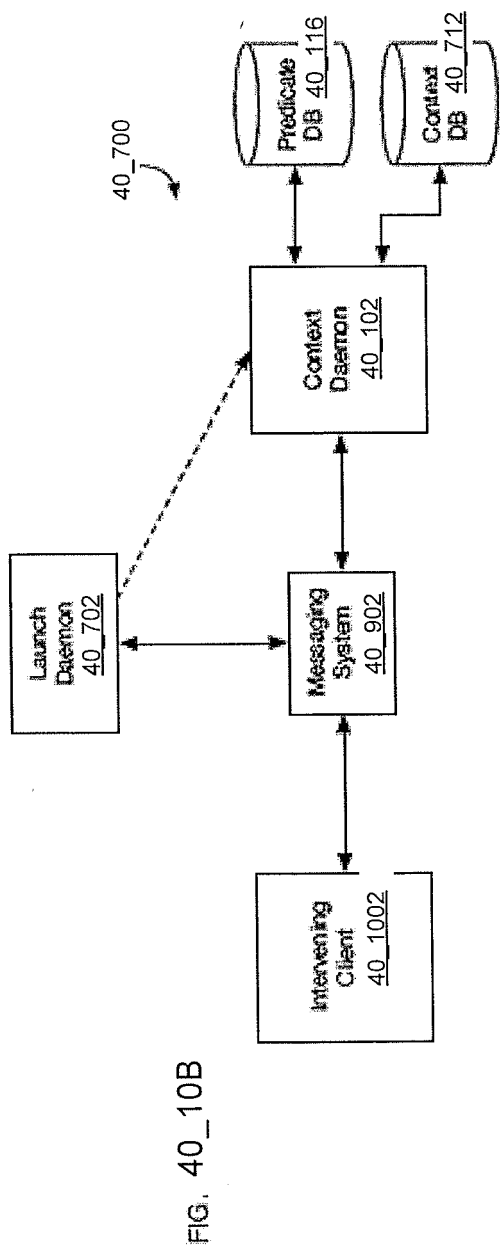 40_700
Launch
Daemon
40_702
Predicate
DB 40_116
Context
DB 40_712
Context
Daemon
40_102
Messaging
System
40_902
Intervening
Client
40_1002
FIG. 40_10B